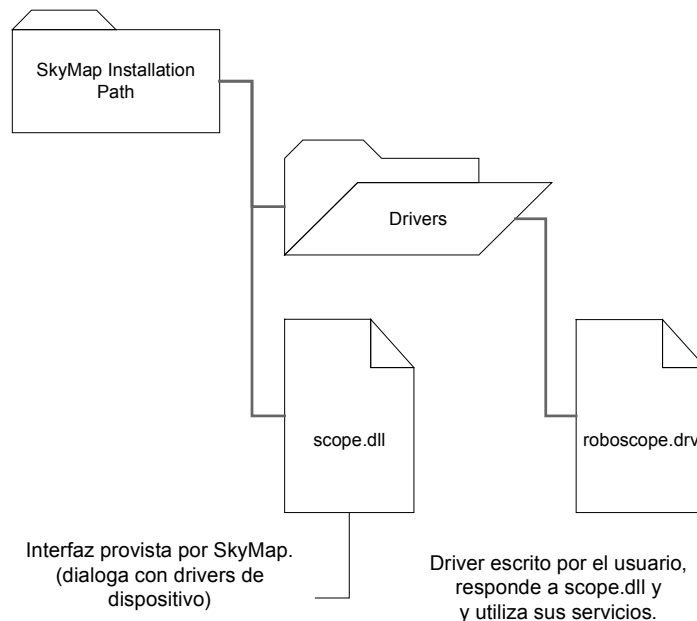 SkyMap Installation
Path
Drivers
scope.dll
roboscope.drv
Interfaz provista por SkyMap.
(dialoga con drivers de
dispositivo)
Driver escrito por el usuario,
responde a scope.dll y
y utiliza sus servicios.